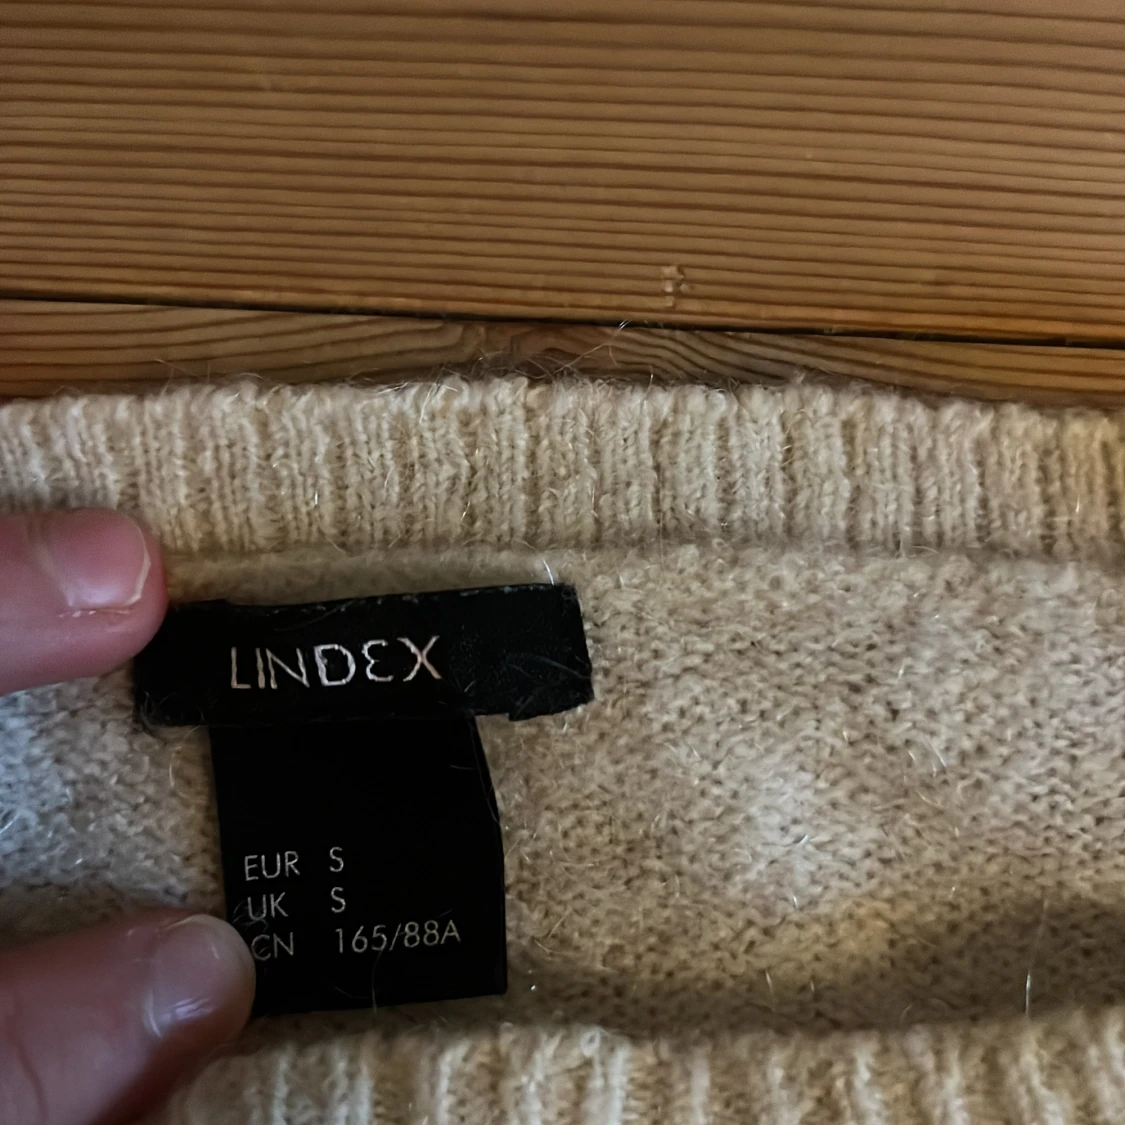 LINDEX
EUR S
UK S
CN 165/88A